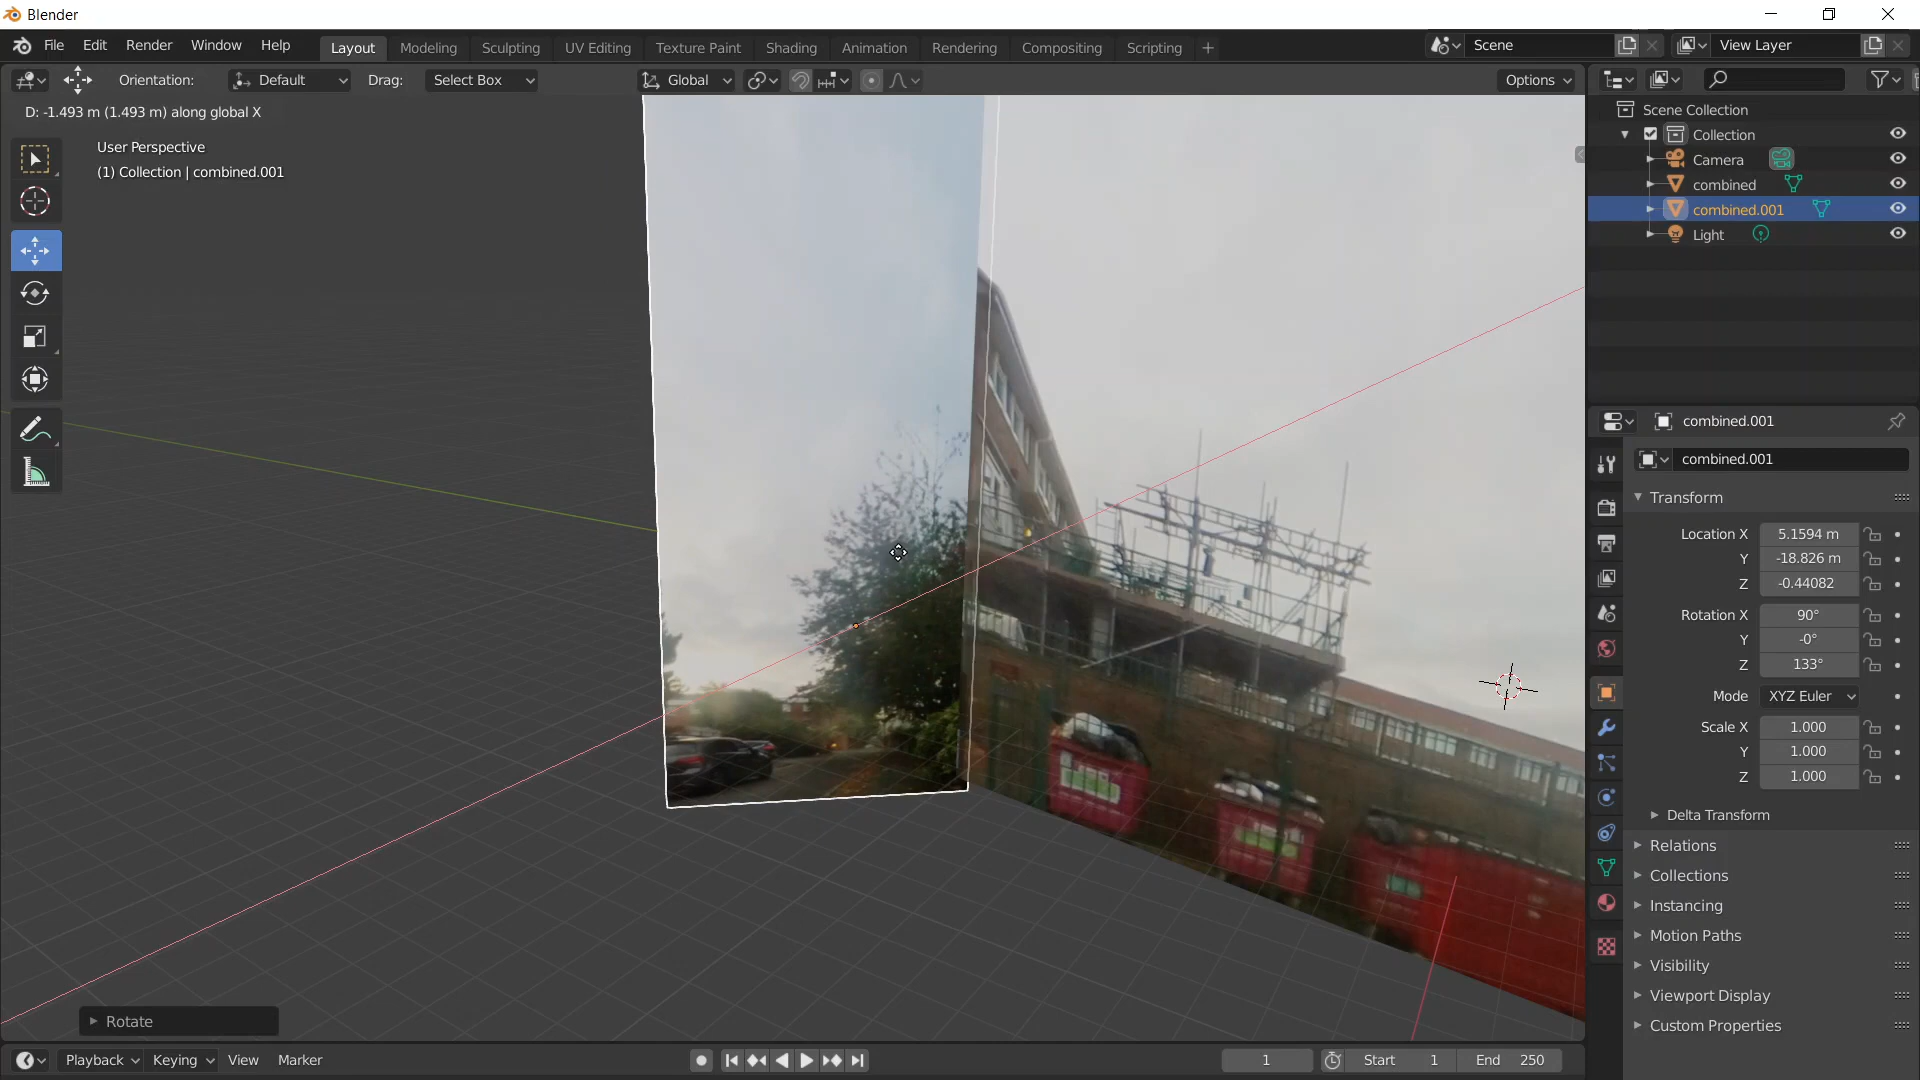 Blender
File Edit Render Window Help Layout Modeling Sculpting UV Editing Texture Paint Shading Animation Rendering Compositing Scripting + Scene View Layer
Orientation: Default Drag: Select Box Global Options
D: -1.493 m (1.493 m) along global X
User Perspective
(1) Collection | combined.001
Scene Collection
Collection
Camera
combined
combined.001
Light
combined.001
combined.001
Transform
Location X 5.1594 m
Y -18.826 m
Z -0.44082
Rotation X 90°
Y -0°
Z 133°
Mode XYZ Euler
Scale X 1.000
Y 1.000
Z 1.000
Delta Transform
Relations
Collections
Instancing
Motion Paths
Visibility
Viewport Display
Custom Properties
Rotate
Playback Keying View Marker 1 Start 1 End 250